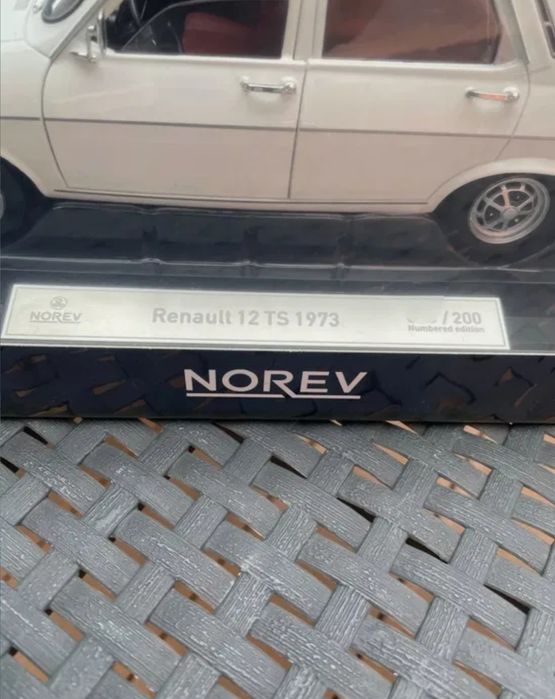 NOREV
Renault 12 TS 1973
/ 200
Numbered edition
NOREV